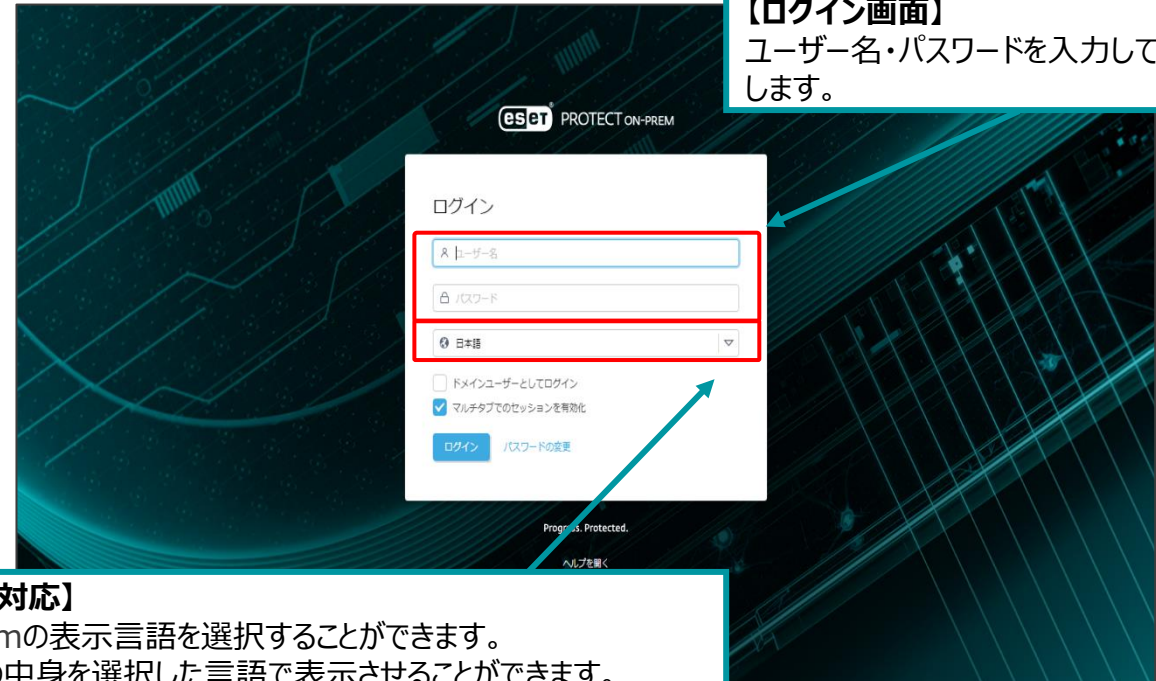 【ログイン画面】
ユーザー名・パスワードを入力して
します。
eset PROTECT ON-PREM
ログイン
ユーザー名
パスワード
日本語
ドメインユーザーとしてログイン
マルチタブでのセッションを有効化
ログイン パスワードの変更
Progress. Protected.
ヘルプを開く
対応】
mの表示言語を選択することができます。
の中身を選択した言語で表示させることができます。